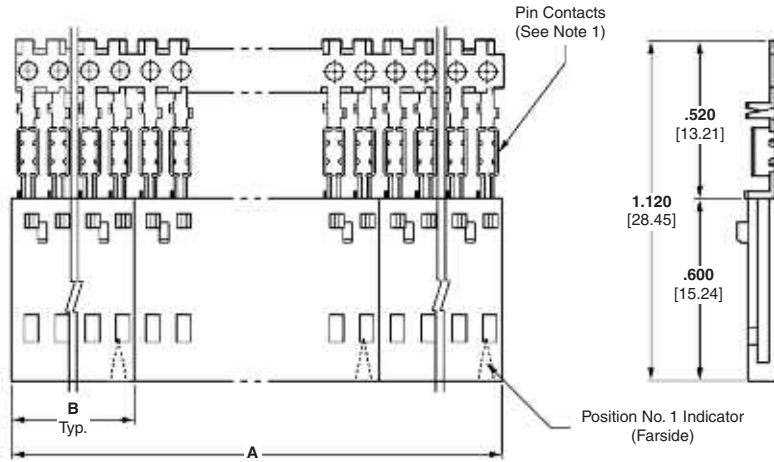 Pin Contacts
(See Note 1)
.520
[13.21]
1.120
[28.45]
.600
[15.24]
B
Typ.
A
Position No. 1 Indicator
(Farside)